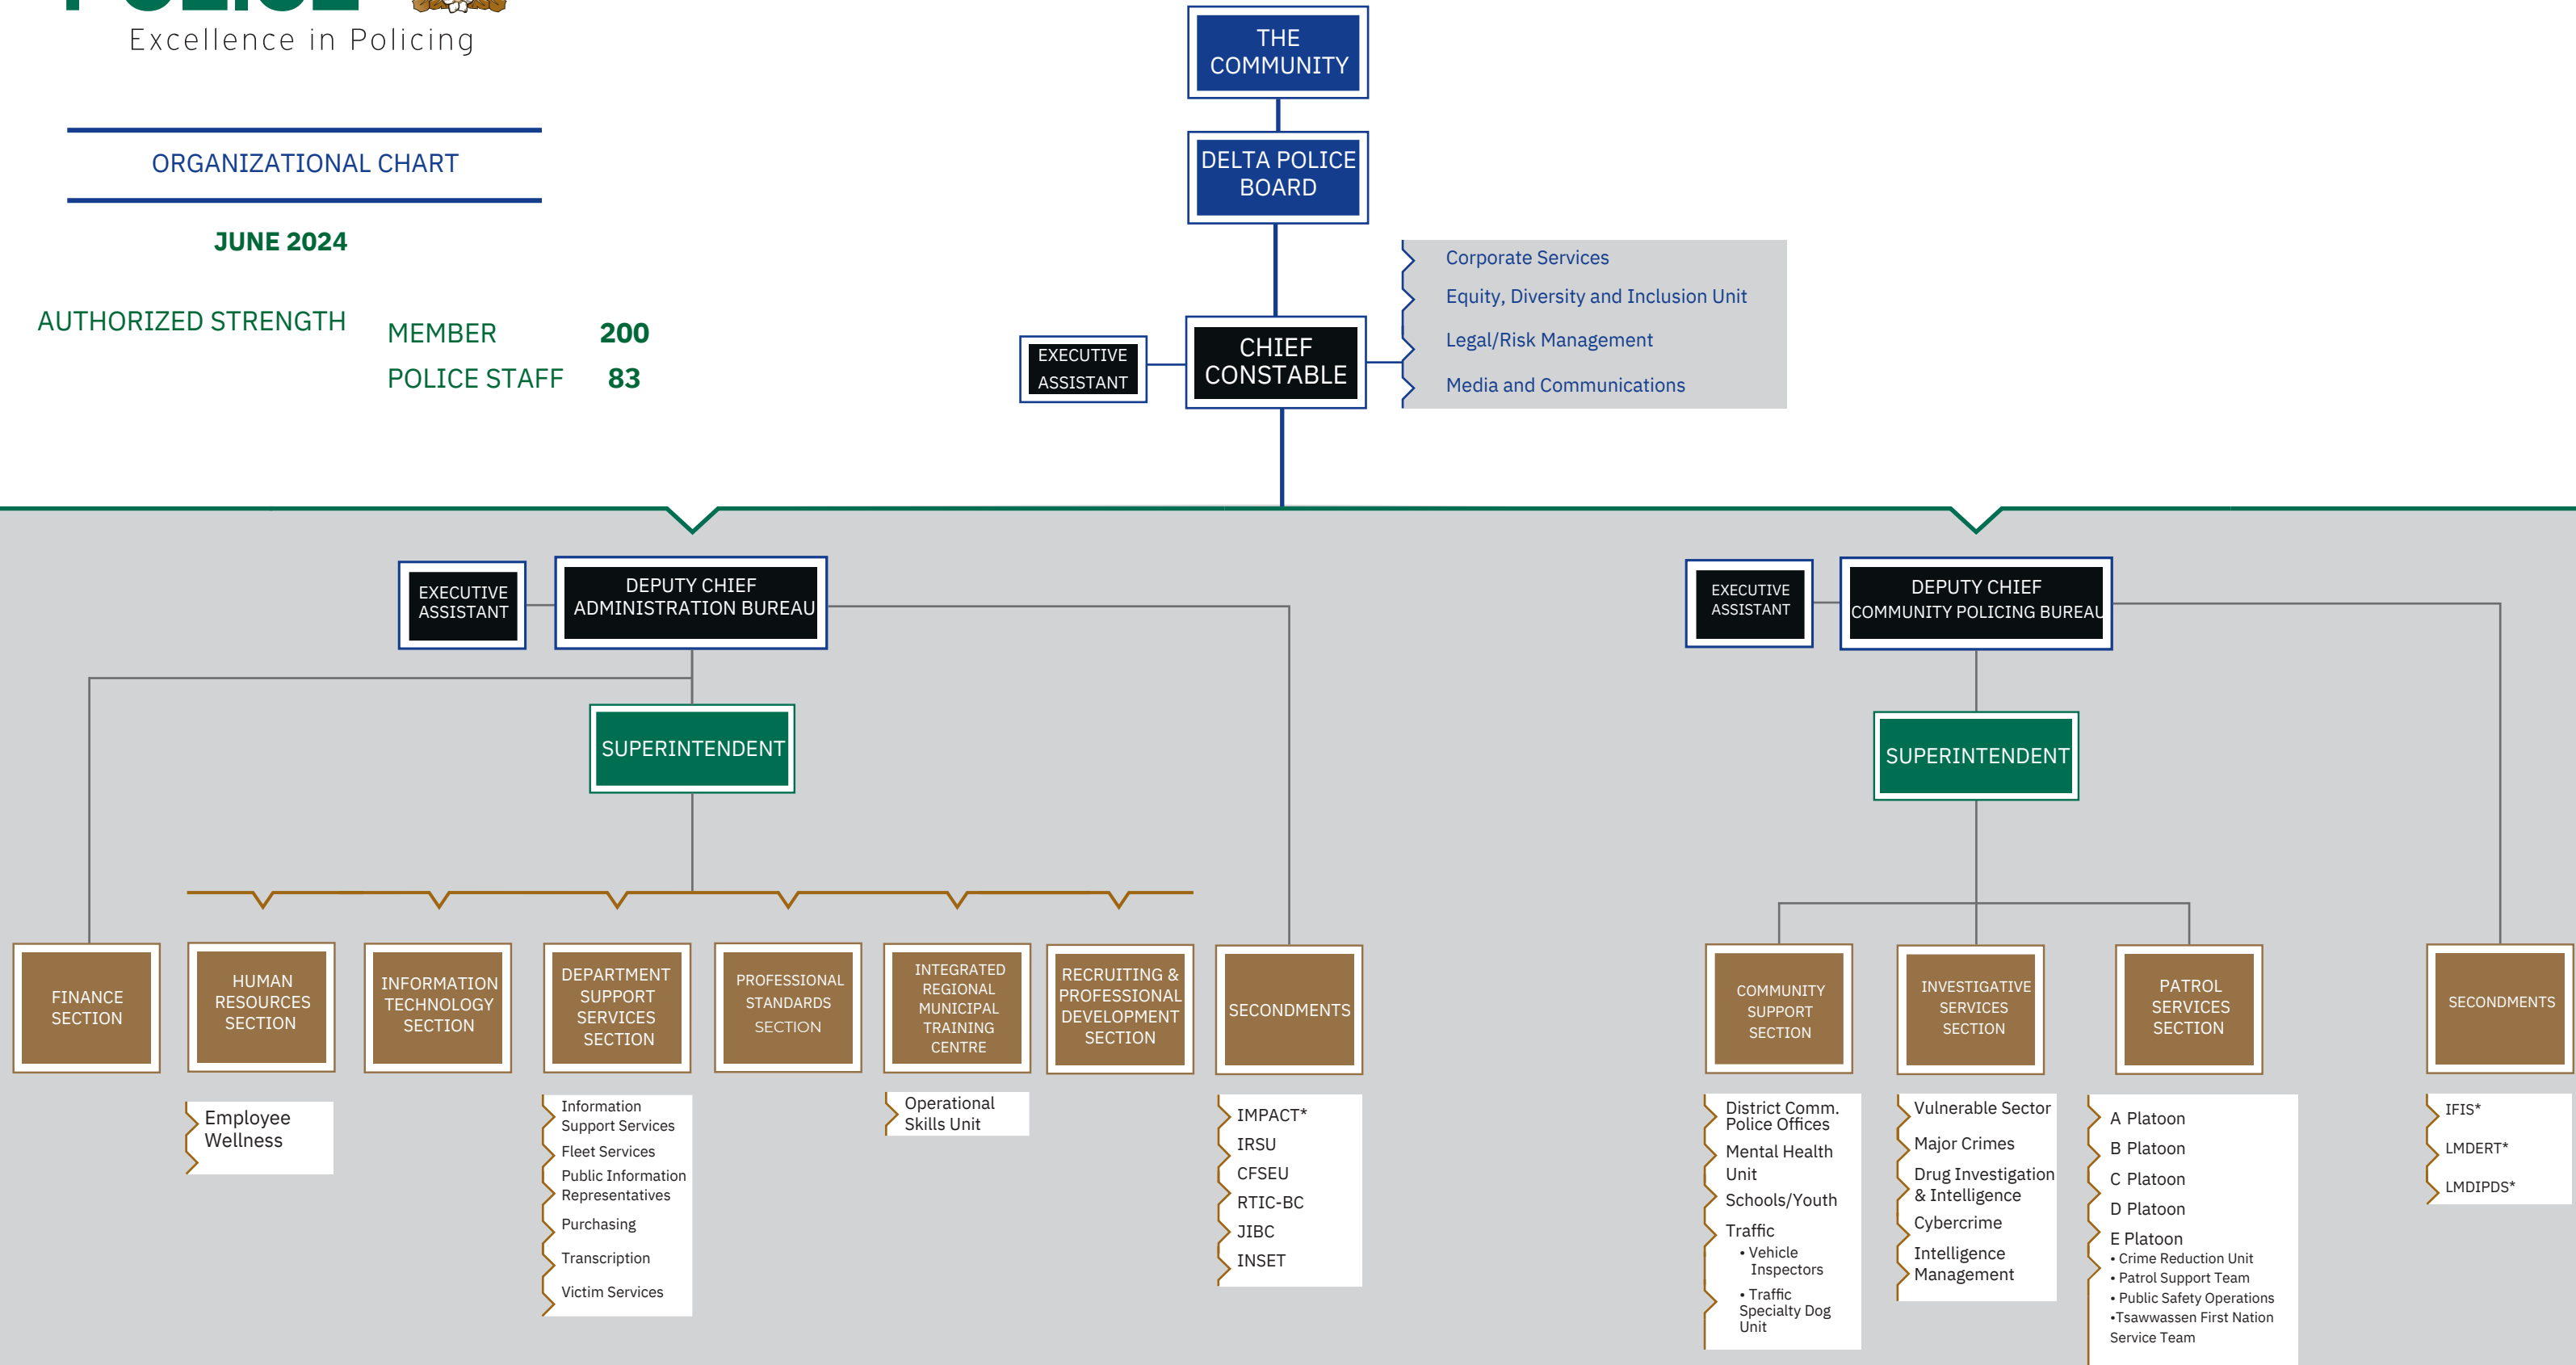 Excellence in Policing
ORGANIZATIONAL CHART
JUNE 2024
AUTHORIZED STRENGTH
MEMBER 200
POLICE STAFF 83
THE
COMMUNITY
DELTA POLICE
BOARD
EXECUTIVE
ASSISTANT
CHIEF
CONSTABLE
Corporate Services
Equity, Diversity and Inclusion Unit
Legal/Risk Management
Media and Communications
EXECUTIVE
ASSISTANT
DEPUTY CHIEF
ADMINISTRATION BUREAU
SUPERINTENDENT
FINANCE
SECTION
HUMAN
RESOURCES
SECTION
Employee
Wellness
INFORMATION
TECHNOLOGY
SECTION
DEPARTMENT
SUPPORT
SERVICES
SECTION
Information
Support Services
Fleet Services
Public Information
Representatives
Purchasing
Transcription
Victim Services
PROFESSIONAL
STANDARDS
SECTION
INTEGRATED
REGIONAL
MUNICIPAL
TRAINING
CENTRE
Operational
Skills Unit
RECRUITING &
PROFESSIONAL
DEVELOPMENT
SECTION
SECONDMENTS
IMPACT*
IRSU
CFSEU
RTIC-BC
JIBC
INSET
EXECUTIVE
ASSISTANT
DEPUTY CHIEF
COMMUNITY POLICING BUREAU
SUPERINTENDENT
COMMUNITY
SUPPORT
SECTION
District Comm.
Police Offices
Mental Health
Unit
Schools/Youth
Traffic
• Vehicle
Inspectors
• Traffic
Specialty Dog
Unit
INVESTIGATIVE
SERVICES
SECTION
Vulnerable Sector
Major Crimes
Drug Investigation
& Intelligence
Cybercrime
Intelligence
Management
PATROL
SERVICES
SECTION
A Platoon
B Platoon
C Platoon
D Platoon
E Platoon
• Crime Reduction Unit
• Patrol Support Team
• Public Safety Operations
•Tsawwassen First Nation
Service Team
SECONDMENTS
IFIS*
LMDERT*
LMDIPDS*